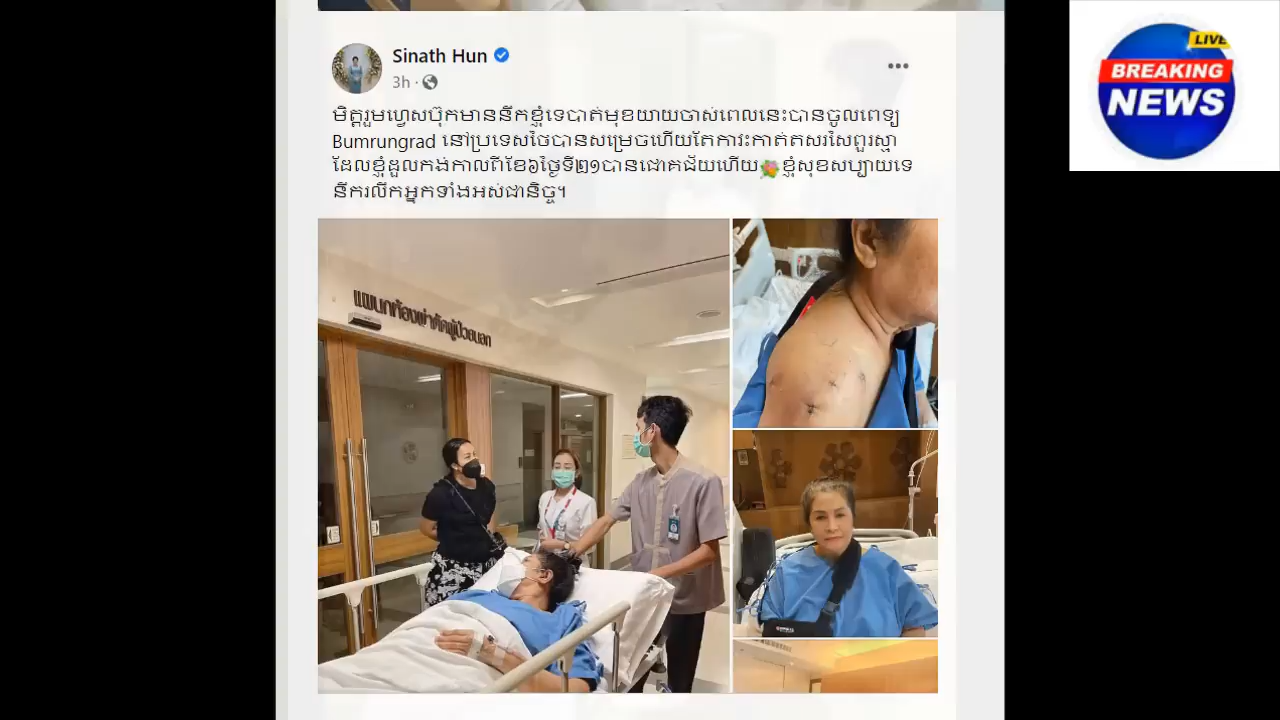 Sinath Hun
3h ·
មិត្តរួមហ្វេសប៊ុកមាននឹកខ្ញុំទេបាត់មុខយាយចាស់ពេលនេះបានចូលពេទ្យ
Bumrungrad នៅប្រទេសថៃបានសម្រេចហើយតែការវះកាត់តសរសៃពួរស្មា
ដែលខ្ញុំដួលកង់កាលពីខែ៦ថ្ងៃទី២១បានជោគជ័យហើយ💐ខ្ញុំសុខសប្បាយទេ
នឹករលឹកអ្នកទាំងអស់ជានិច្ច។
LIVE
BREAKING
NEWS
แผนกห้องผ่าตัดผู้ป่วยนอก